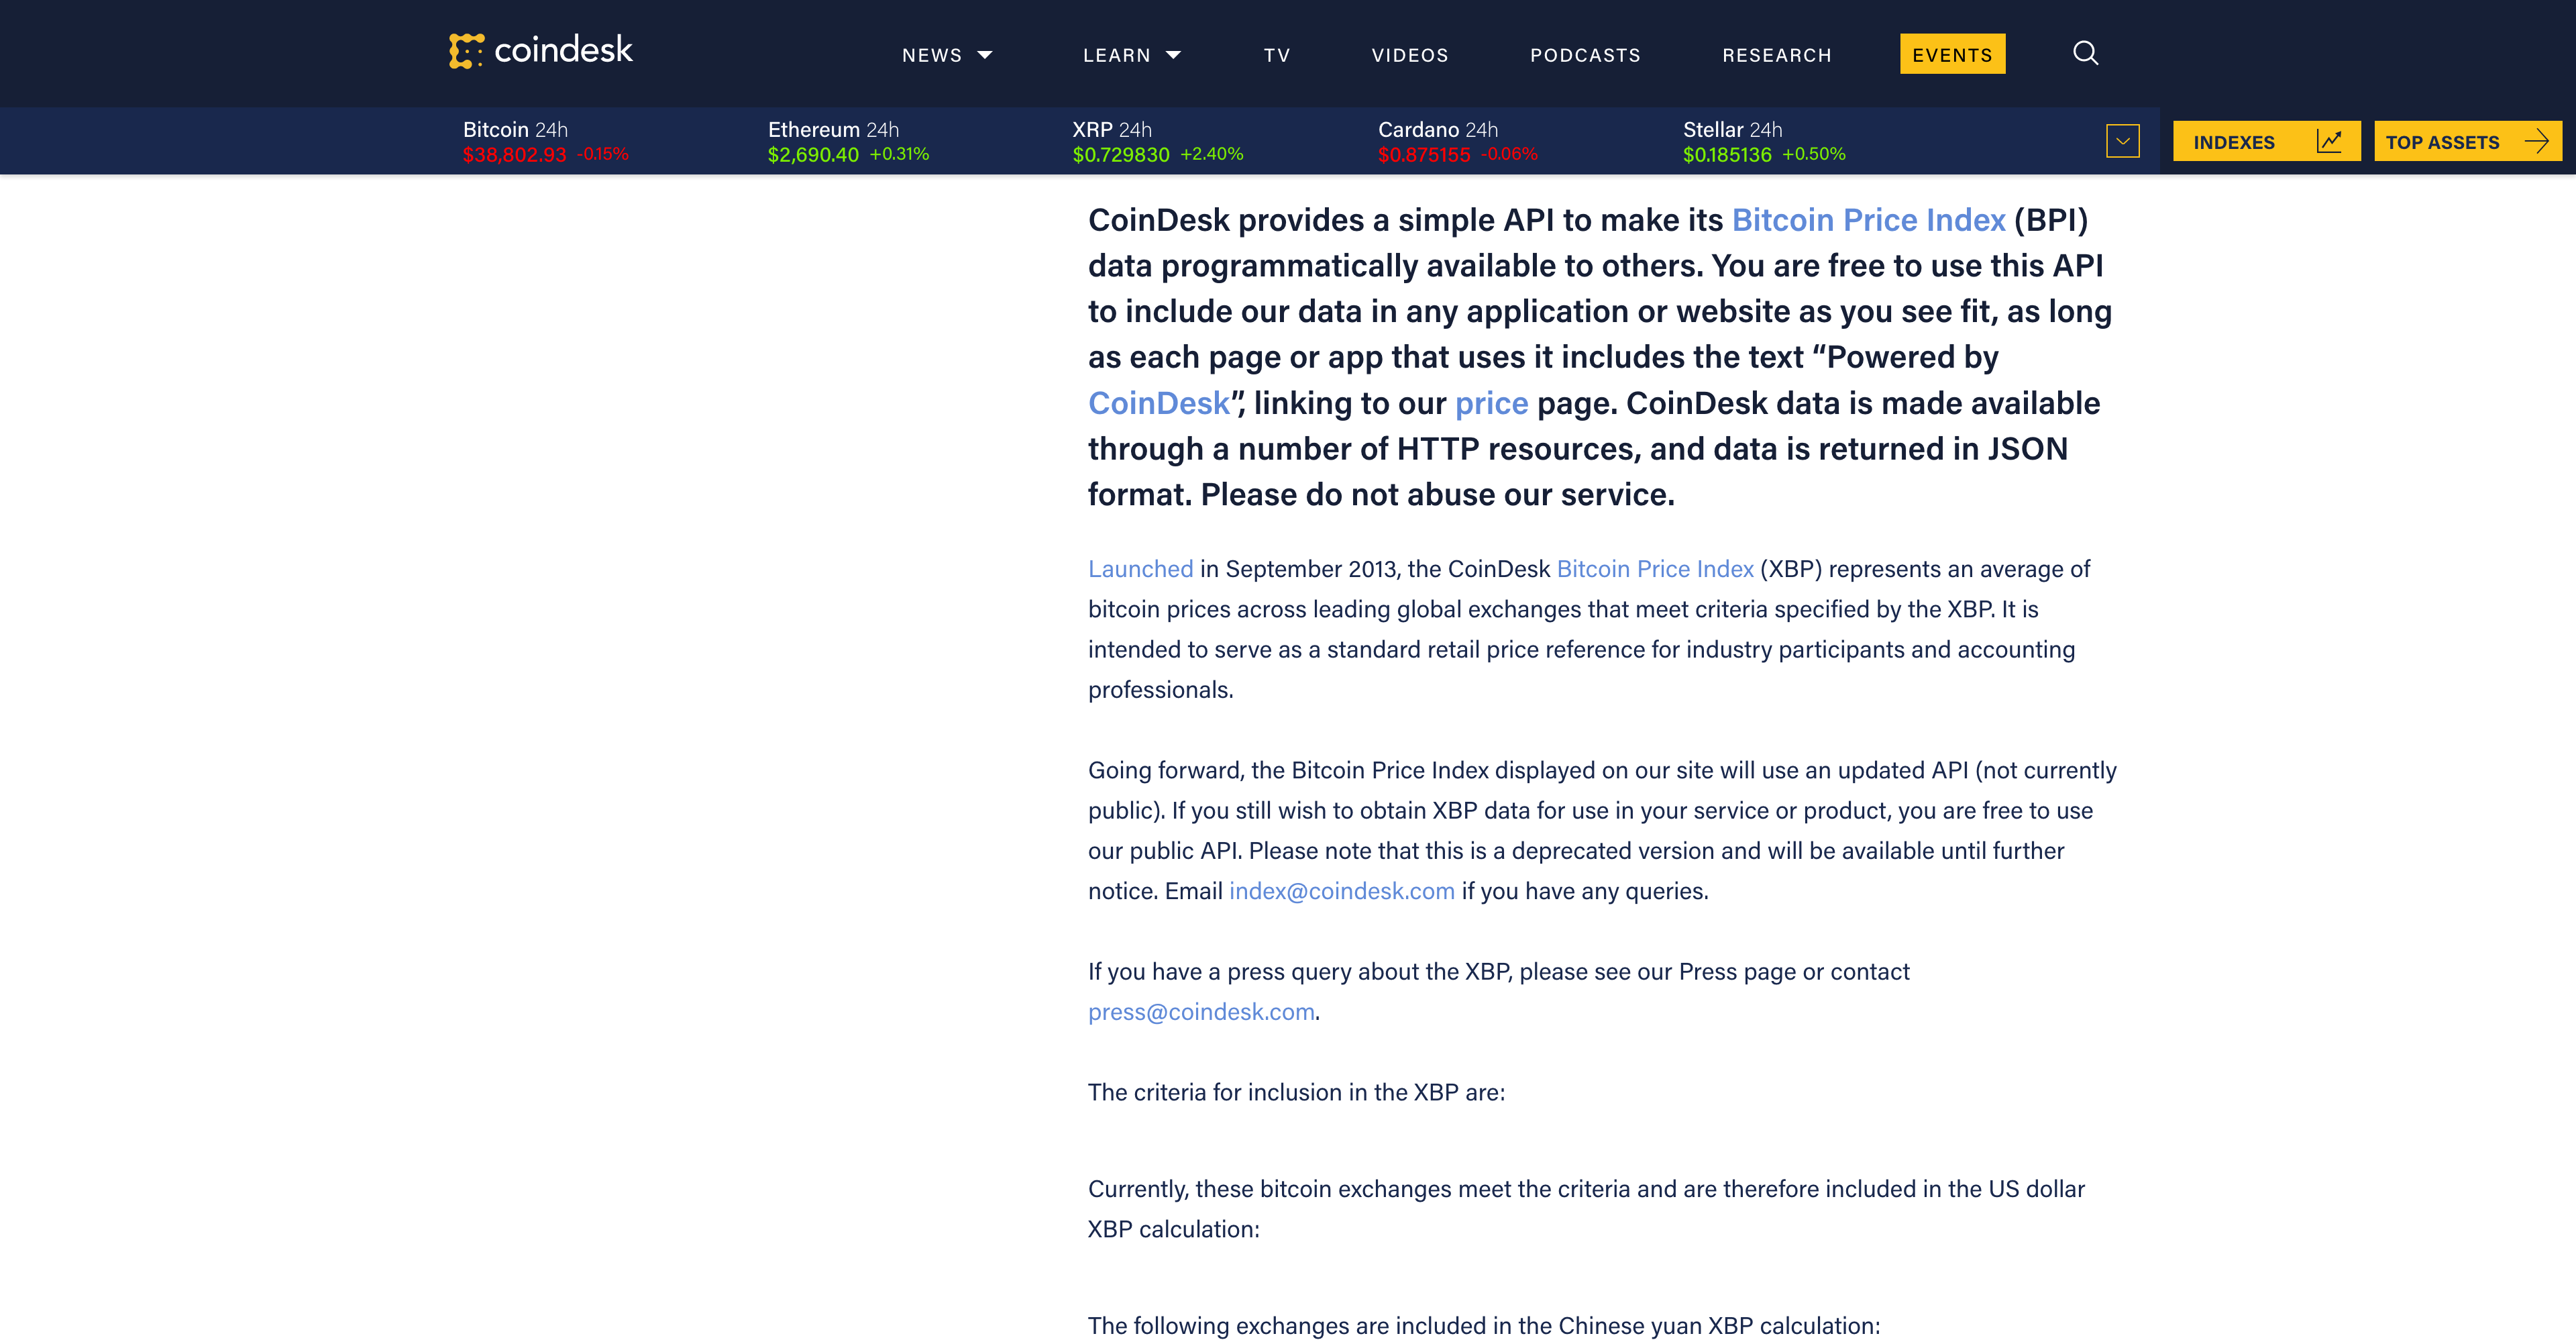 coindesk
NEWS LEARN TV VIDEOS PODCASTS RESEARCH EVENTS
Bitcoin 24h Ethereum 24h XRP 24h Cardano 24h Stellar 24h
$38,802.93 -0.15% $2,690.40 +0.31% $0.729830 +2.40% $0.875155 -0.06% $0.185136 +0.50%
INDEXES TOP ASSETS
CoinDesk provides a simple API to make its Bitcoin Price Index (BPI)
data programmatically available to others. You are free to use this API
to include our data in any application or website as you see fit, as long
as each page or app that uses it includes the text “Powered by
CoinDesk”, linking to our price page. CoinDesk data is made available
through a number of HTTP resources, and data is returned in JSON
format. Please do not abuse our service.
Launched in September 2013, the CoinDesk Bitcoin Price Index (XBP) represents an average of
bitcoin prices across leading global exchanges that meet criteria specified by the XBP. It is
intended to serve as a standard retail price reference for industry participants and accounting
professionals.
Going forward, the Bitcoin Price Index displayed on our site will use an updated API (not currently
public). If you still wish to obtain XBP data for use in your service or product, you are free to use
our public API. Please note that this is a deprecated version and will be available until further
notice. Email index@coindesk.com if you have any queries.
If you have a press query about the XBP, please see our Press page or contact
press@coindesk.com.
The criteria for inclusion in the XBP are:
Currently, these bitcoin exchanges meet the criteria and are therefore included in the US dollar
XBP calculation:
The following exchanges are included in the Chinese yuan XBP calculation: